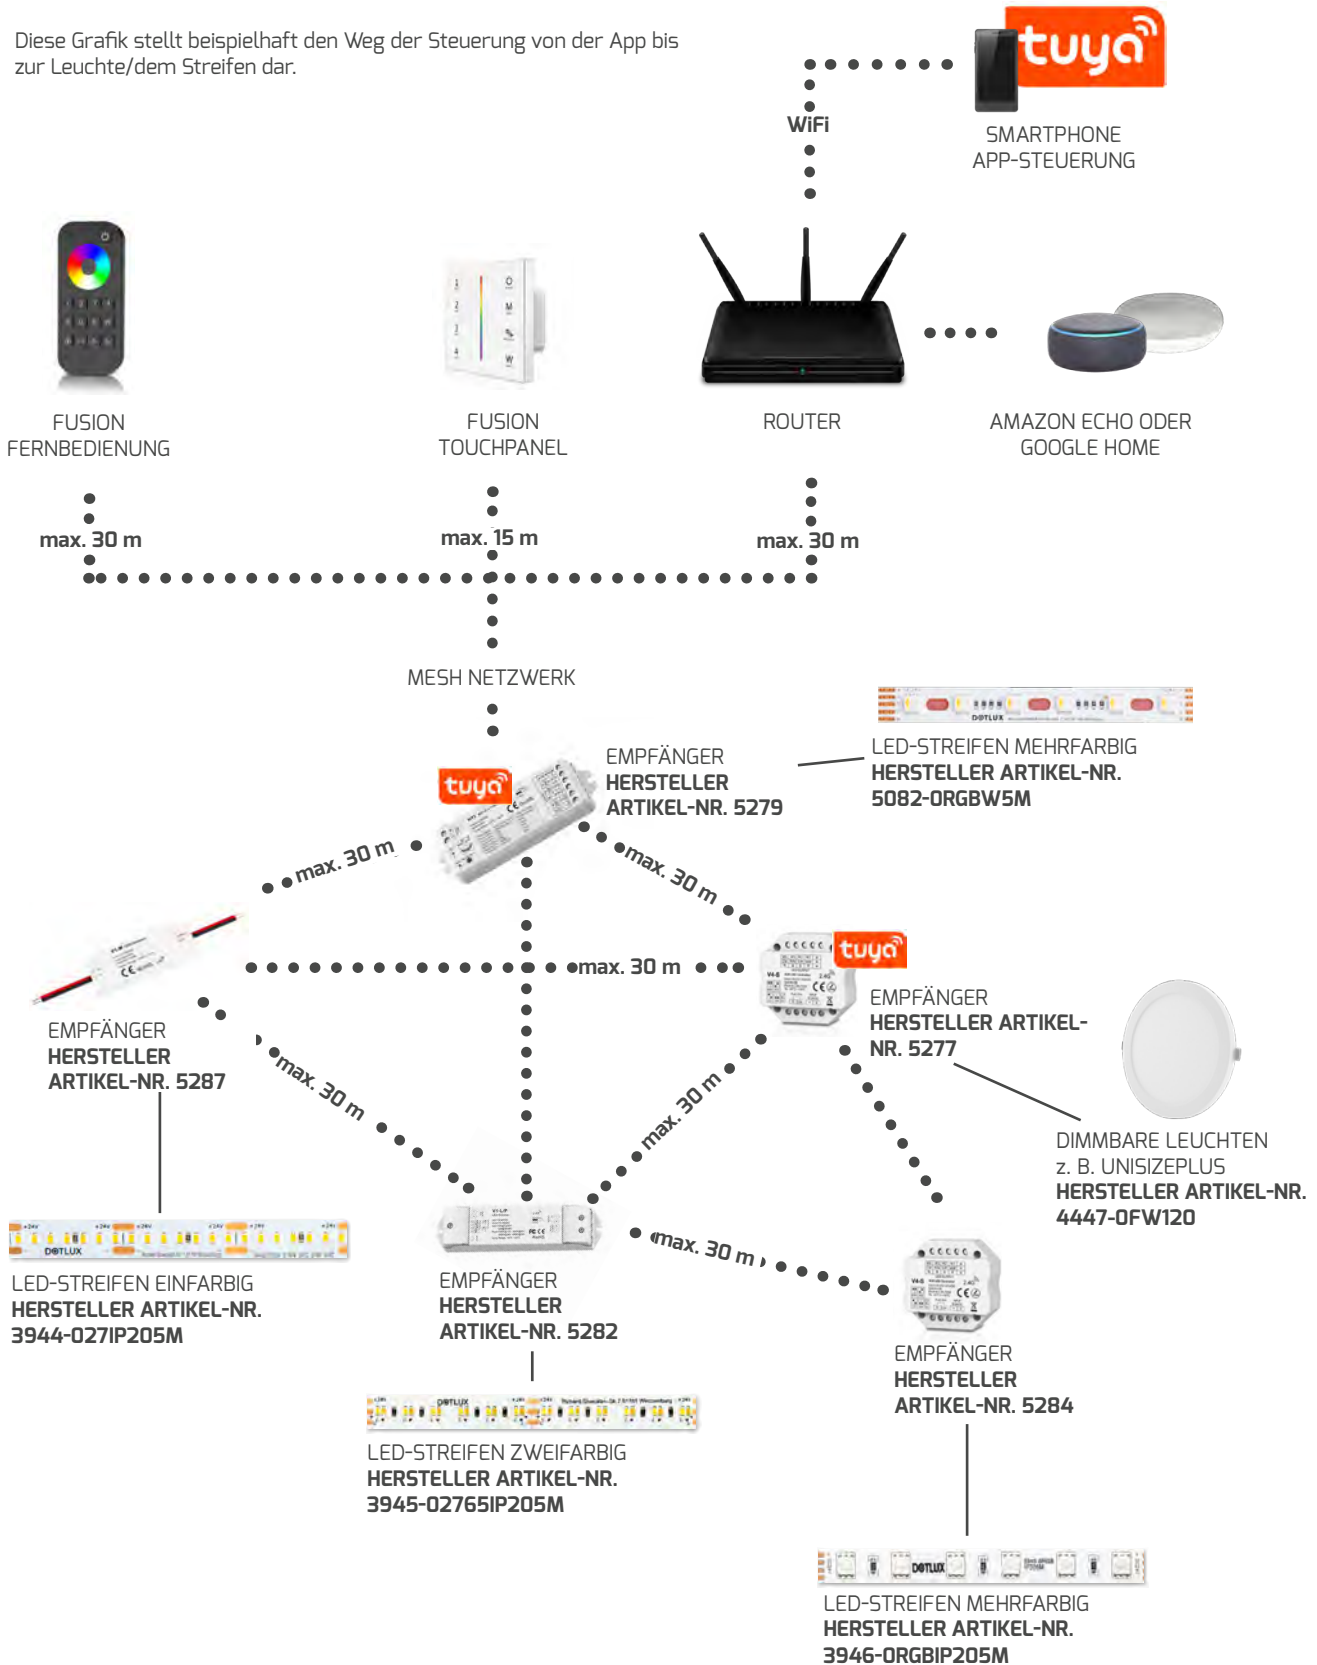 Diese Grafik stellt beispielhaft den Weg der Steuerung von der App bis
zur Leuchte/dem Streifen dar.
tuya
WiFi
SMARTPHONE
APP-STEUERUNG
FUSION
FERNBEDIENUNG
FUSION
TOUCHPANEL
ROUTER
AMAZON ECHO ODER
GOOGLE HOME
max. 30 m
max. 15 m
max. 30 m
MESH NETZWERK
tuya
EMPFÄNGER
HERSTELLER
ARTIKEL-NR. 5279
DOTLUX
LED-STREIFEN MEHRFARBIG
HERSTELLER ARTIKEL-NR.
5082-0RGBW5M
max. 30 m
max. 30 m
max. 30 m
tuya
V4-S
EMPFÄNGER
HERSTELLER ARTIKEL-
NR. 5277
EMPFÄNGER
HERSTELLER
ARTIKEL-NR. 5287
max. 30 m
max. 30 m
DIMMBARE LEUCHTEN
z. B. UNISIZEPLUS
HERSTELLER ARTIKEL-NR.
4447-0FW120
DOTLUX
LED-STREIFEN EINFARBIG
HERSTELLER ARTIKEL-NR.
3944-027IP205M
max. 30 m
EMPFÄNGER
HERSTELLER
ARTIKEL-NR. 5282
V4-S
EMPFÄNGER
HERSTELLER
ARTIKEL-NR. 5284
DOTLUX
LED-STREIFEN ZWEIFARBIG
HERSTELLER ARTIKEL-NR.
3945-02765IP205M
DOTLUX
LED-STREIFEN MEHRFARBIG
HERSTELLER ARTIKEL-NR.
3946-0RGBIP205M